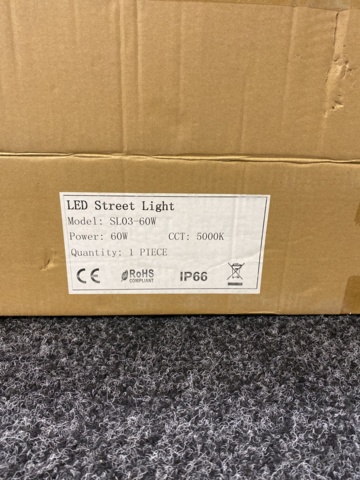 LED Street Light
Model: SL03-60W
Power: 60W CCT: 5000K
Quantity: 1 PIECE
CE RoHS COMPLIANT IP66